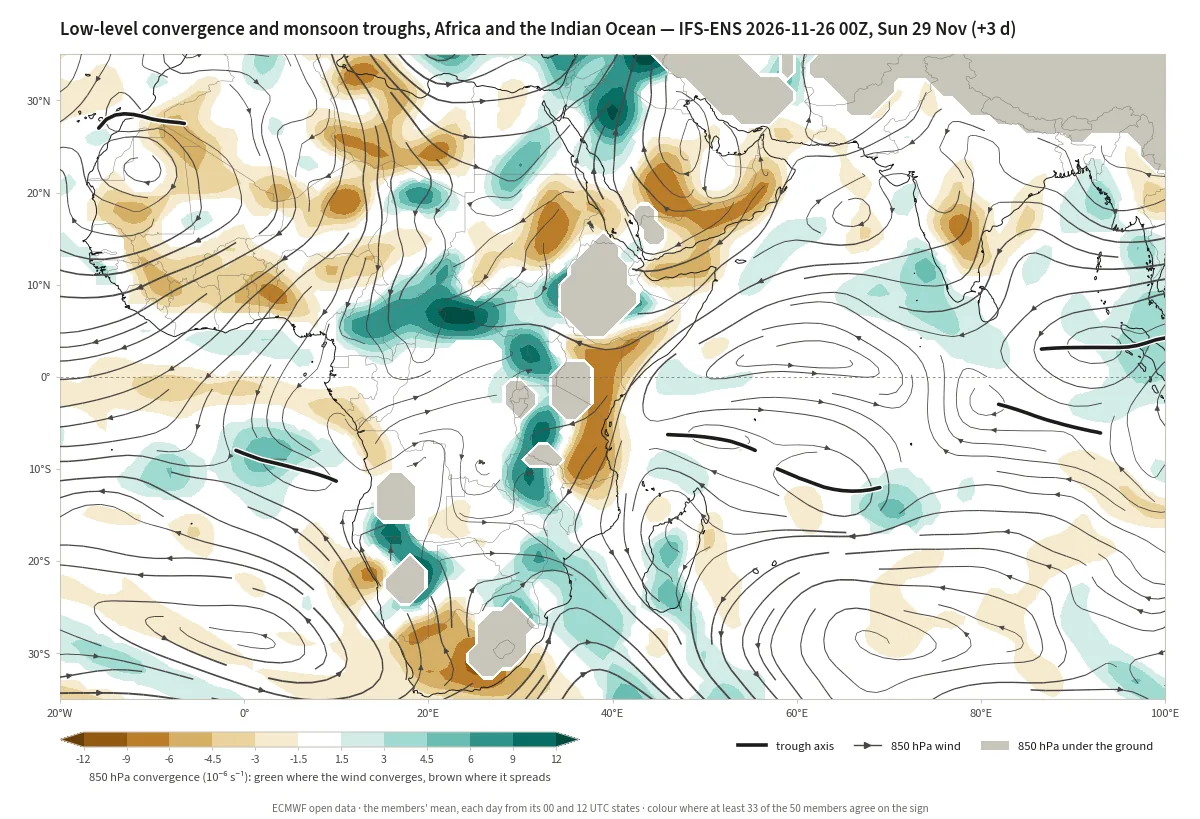 Low-level convergence and monsoon troughs, Africa and the Indian Ocean — IFS-ENS 2026-11-26 00Z, Sun 29 Nov (+3 d)
30°N
20°N
10°N
0°
10°S
20°S
30°S
20°W 0° 20°E 40°E 60°E 80°E 100°E
-12 -9 -6 -4.5 -3 -1.5 1.5 3 4.5 6 9 12
850 hPa convergence (10⁻⁶ s⁻¹): green where the wind converges, brown where it spreads
trough axis 850 hPa wind 850 hPa under the ground
ECMWF open data · the members' mean, each day from its 00 and 12 UTC states · colour where at least 33 of the 50 members agree on the sign